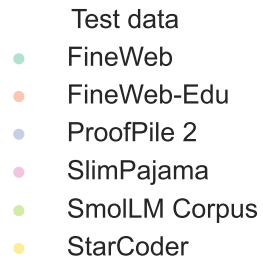 Test data
FineWeb
FineWeb-Edu
ProofPile 2
SlimPajama
SmolLM Corpus
StarCoder